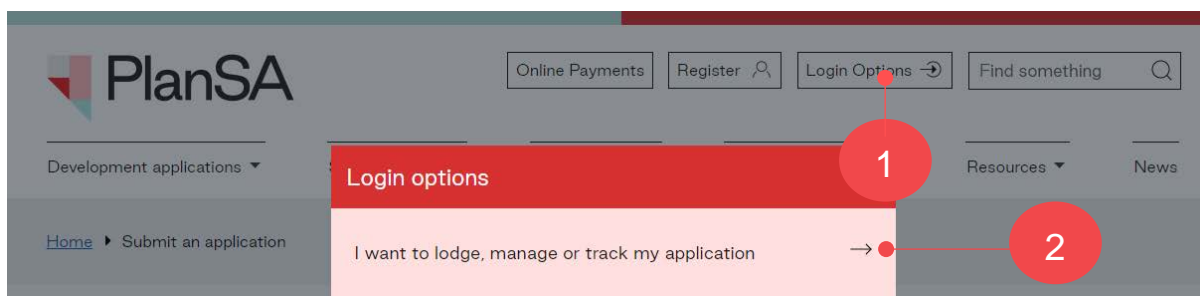 PlanSA
Online Payments
Register
Login Options
Find something
Development applications
Resources
News
Login options
1
Home
Submit an application
I want to lodge, manage or track my application
2